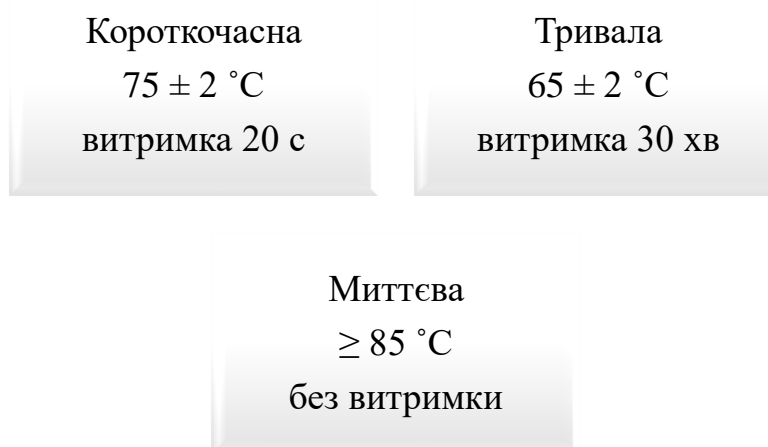 Короткочасна
75 ± 2 ˚С
витримка 20 с
Тривала
65 ± 2 ˚С
витримка 30 хв
Миттєва
≥ 85 ˚С
без витримки